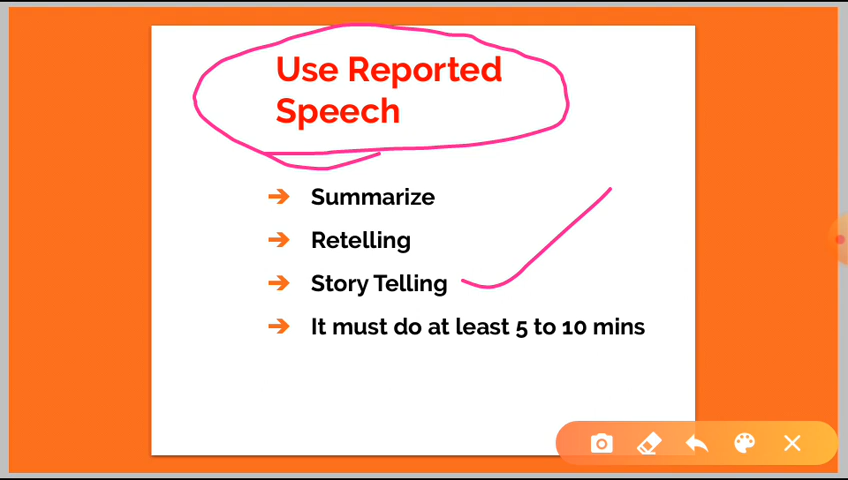 Use Reported
Speech
➔ Summarize
➔ Retelling
➔ Story Telling
➔ It must do at least 5 to 10 mins